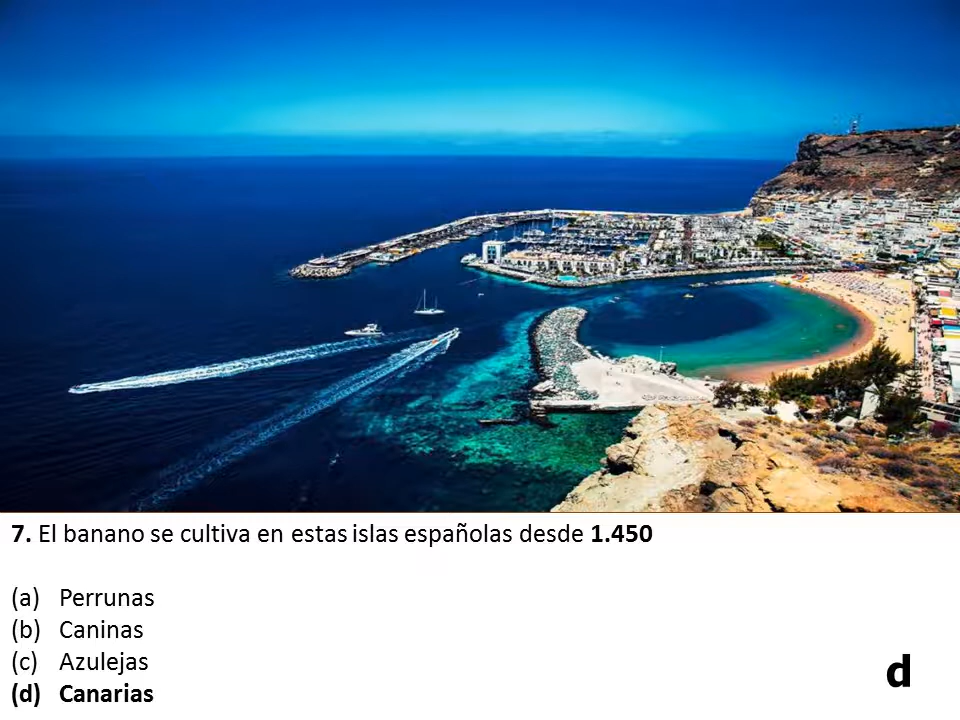 7. El banano se cultiva en estas islas españolas desde 1.450
(a) Perrunas
(b) Caninas
(c) Azulejas
(d) Canarias
d